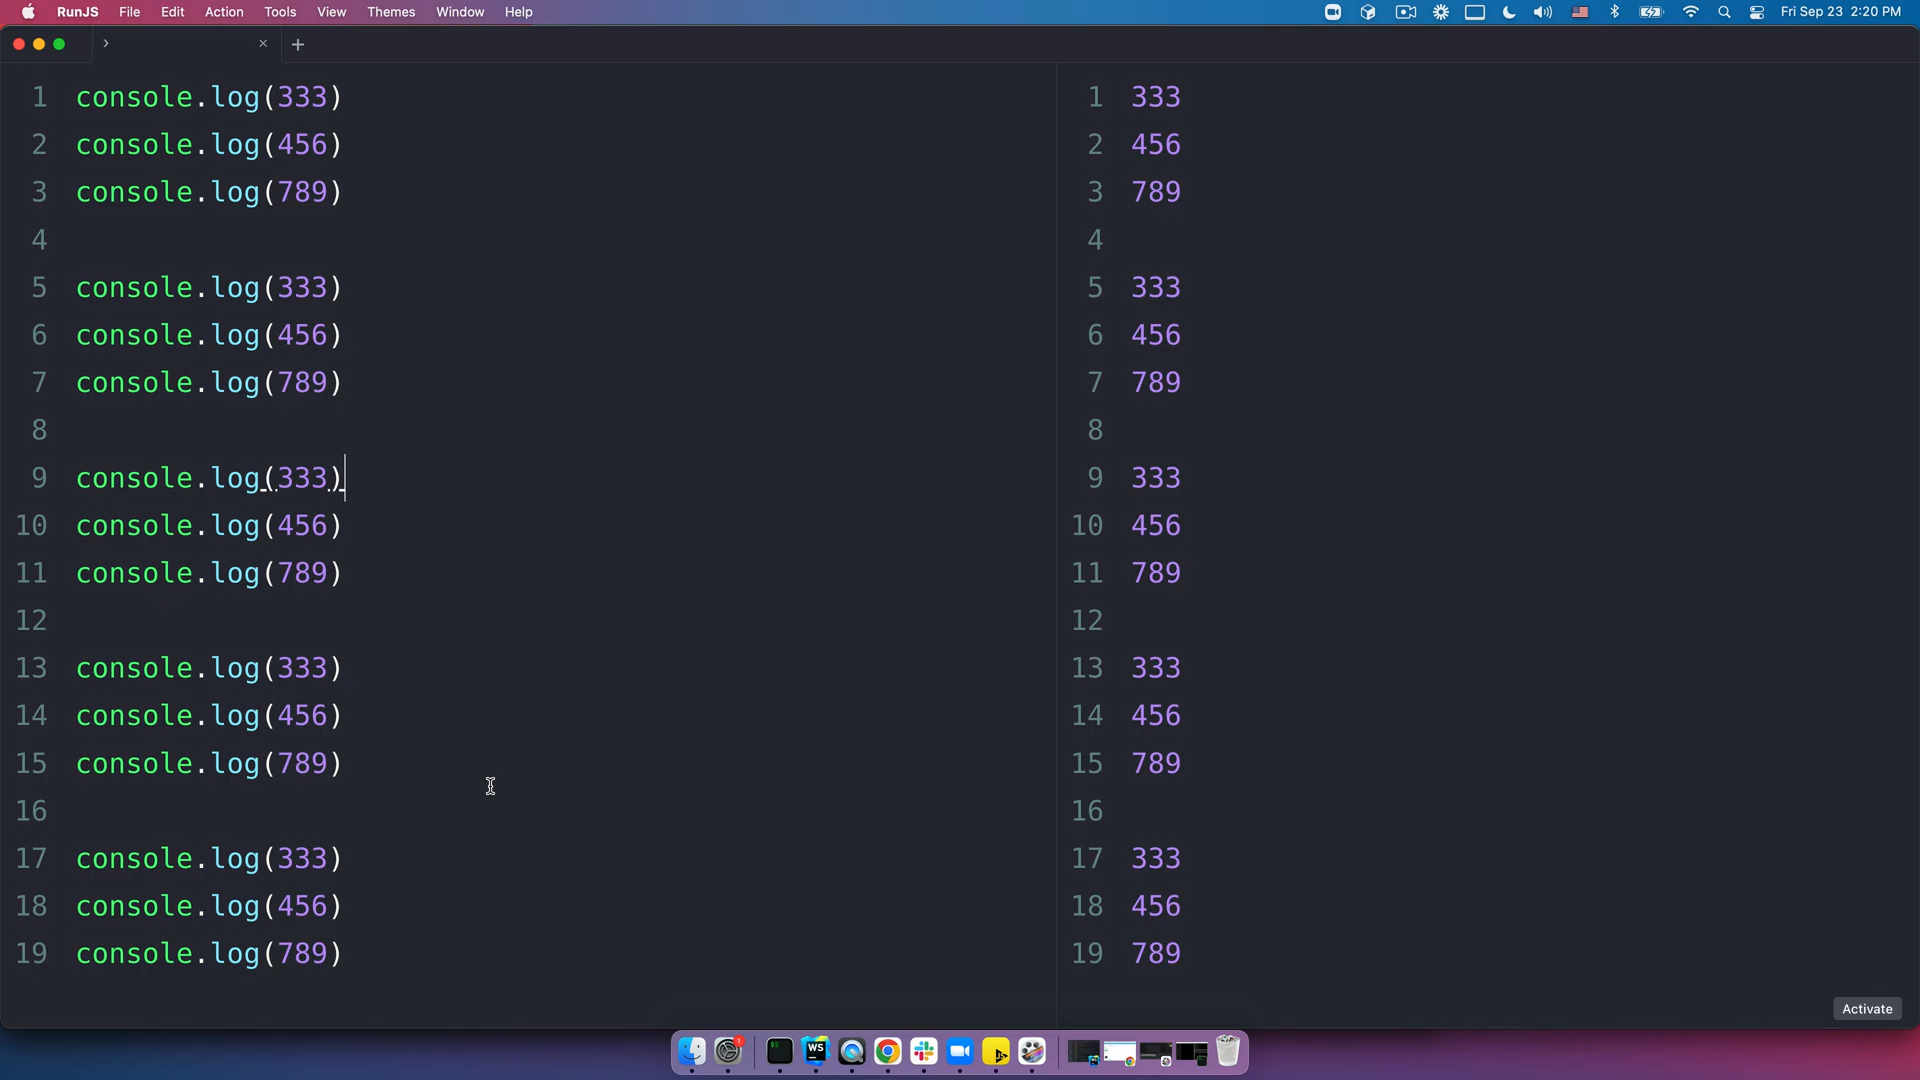 RunJS File Edit Action Tools View Themes Window Help Fri Sep 23 2:20 PM
1 console.log(333)
2 console.log(456)
3 console.log(789)
4
5 console.log(333)
6 console.log(456)
7 console.log(789)
8
9 console.log(333)
10 console.log(456)
11 console.log(789)
12
13 console.log(333)
14 console.log(456)
15 console.log(789)
16
17 console.log(333)
18 console.log(456)
19 console.log(789)
1 333
2 456
3 789
4
5 333
6 456
7 789
8
9 333
10 456
11 789
12
13 333
14 456
15 789
16
17 333
18 456
19 789
Activate
1
WS
JS